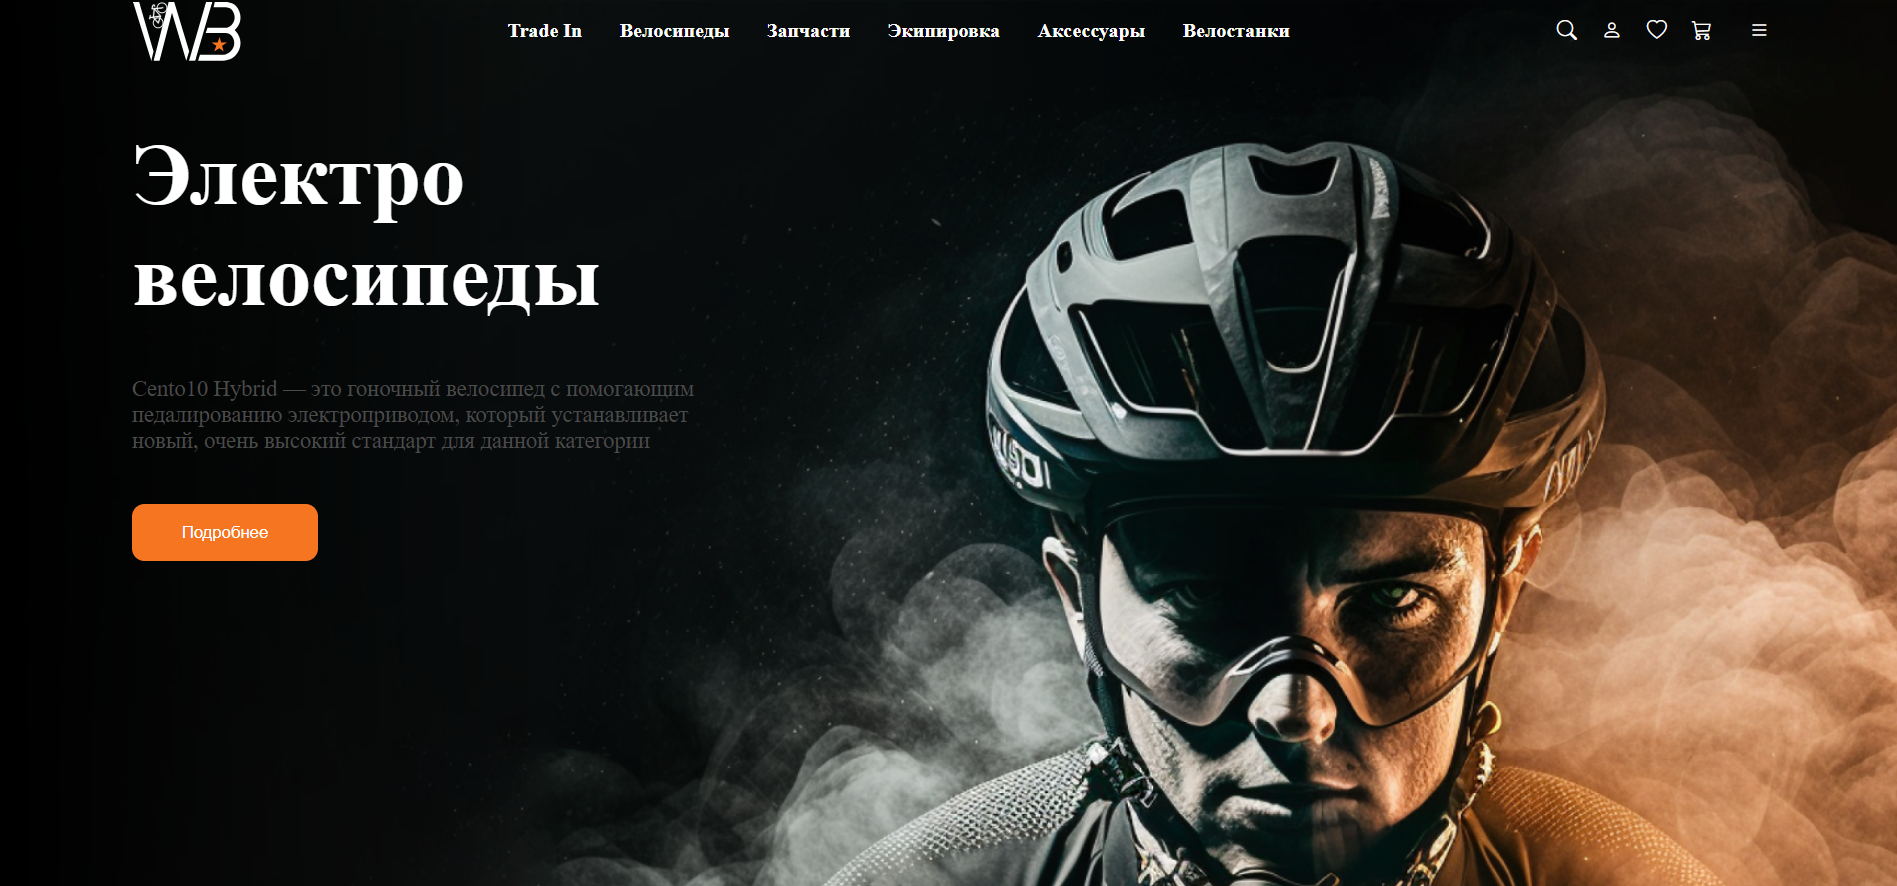 WB
Trade In Велосипеды Запчасти Экипировка Аксессуары Велостанки
Электро
велосипеды
Cento10 Hybrid — это гоночный велосипед с помогающим
педалированию электроприводом, который устанавливает
новый, очень высокий стандарт для данной категории
Подробнее